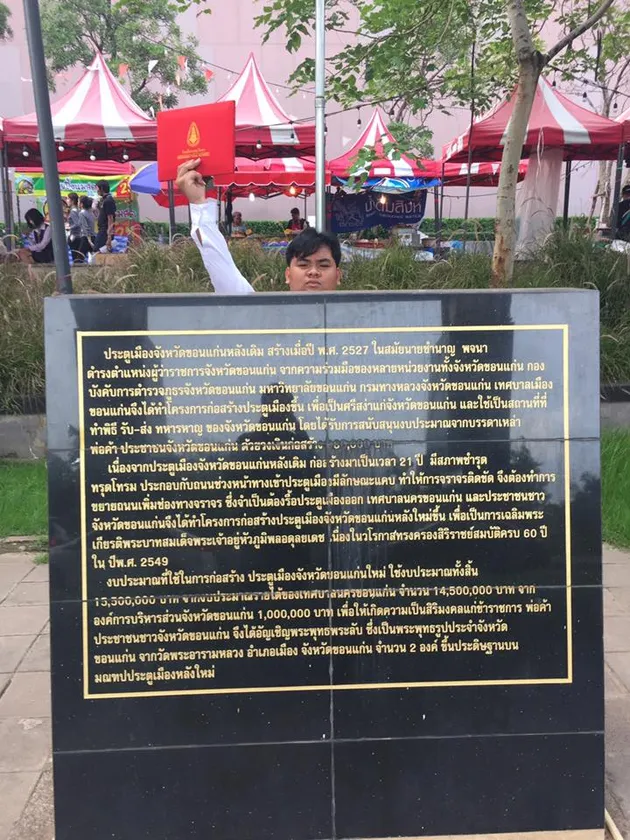 ประตูเมืองจังหวัดขอนแก่นหลังเดิม สร้างเมื่อปี พ.ศ. 2527 ในสมัยนายชำนาญ พจนา
ดำรงตำแหน่งผู้ว่าราชการจังหวัดขอนแก่น จากความร่วมมือของหลายหน่วยงานทั้งจังหวัดขอนแก่น กอง
บังคับการตำรวจภูธรจังหวัดขอนแก่น มหาวิทยาลัยขอนแก่น กรมทางหลวงจังหวัดขอนแก่น เทศบาลเมือง
ขอนแก่นจึงได้ทำโครงการก่อสร้างประตูเมืองขึ้น เพื่อเป็นศรีสง่าแก่จังหวัดขอนแก่น และใช้เป็นสถานที่ที่
ทำพิธี รับ-ส่ง ทหารหาญ ของจังหวัดขอนแก่น โดยได้รับการสนับสนุนงบประมาณจากบรรดาเหล่า
พ่อค้า ประชาชนจังหวัดขอนแก่น ด้วยวงเงินก่อสร้าง บาท
เนื่องจากประตูเมืองจังหวัดขอนแก่นหลังเดิม ก่อสร้างมาเป็นเวลา 21 ปี มีสภาพชำรุด
ทรุดโทรม ประกอบกับถนนช่วงหน้าทางเข้าประตูเมืองมีลักษณะแคบ ทำให้การจราจรติดขัด จึงต้องทำการ
ขยายถนนเพิ่มช่องทางจราจร ซึ่งจำเป็นต้องรื้อประตูเมืองออก เทศบาลนครขอนแก่น และประชาชนชาว
จังหวัดขอนแก่นจึงได้ทำโครงการก่อสร้างประตูเมืองจังหวัดขอนแก่นหลังใหม่ขึ้น เพื่อเป็นการเฉลิมพระ
เกียรติพระบาทสมเด็จพระเจ้าอยู่หัวภูมิพลอดุลยเดช เนื่องในวโรกาสทรงครองสิริราชย์สมบัติครบ 60 ปี
ใน ปีพ.ศ. 2549
งบประมาณที่ใช้ในการก่อสร้าง ประตูเมืองจังหวัดขอนแก่นใหม่ ใช้งบประมาณทั้งสิ้น
15,500,000 บาท จากงบประมาณรายได้ของเทศบาลนครขอนแก่น จำนวน 14,500,000 บาท จาก
องค์การบริหารส่วนจังหวัดขอนแก่น 1,000,000 บาท เพื่อให้เกิดความเป็นสิริมงคลแก่ข้าราชการ พ่อค้า
ประชาชนชาวจังหวัดขอนแก่น จึงได้อัญเชิญพระพุทธพระลับ ซึ่งเป็นพระพุทธรูปประจำจังหวัด
ขอนแก่น จากวัดพระอารามหลวง อำเภอเมือง จังหวัดขอนแก่น จำนวน 2 องค์ ขึ้นประดิษฐานบน
มณฑปประตูเมืองหลังใหม่